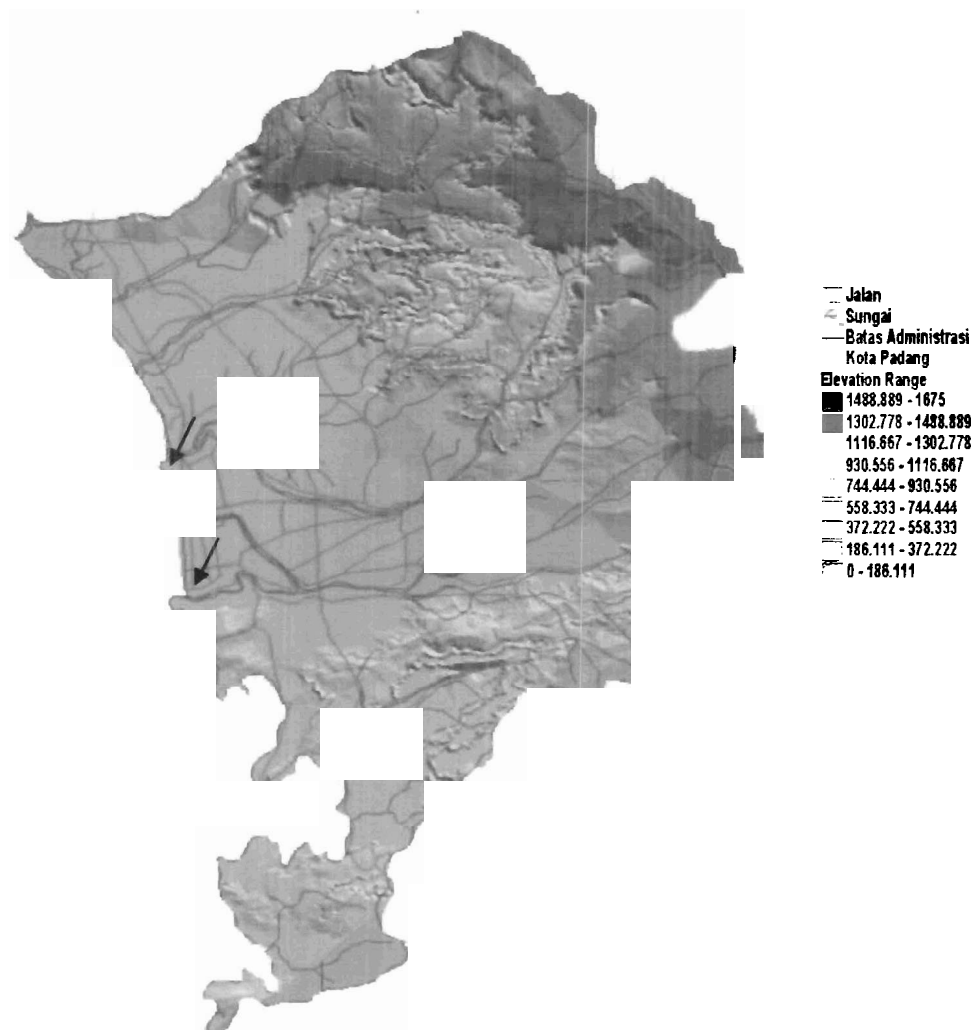 Jalan
Sungai
Batas Administrasi
Kota Padang
Elevation Range
1488.889 - 1675
1302.778 - 1488.889
1116.667 - 1302.778
930.556 - 1116.667
744.444 - 930.556
558.333 - 744.444
372.222 - 558.333
186.111 - 372.222
0 - 186.111